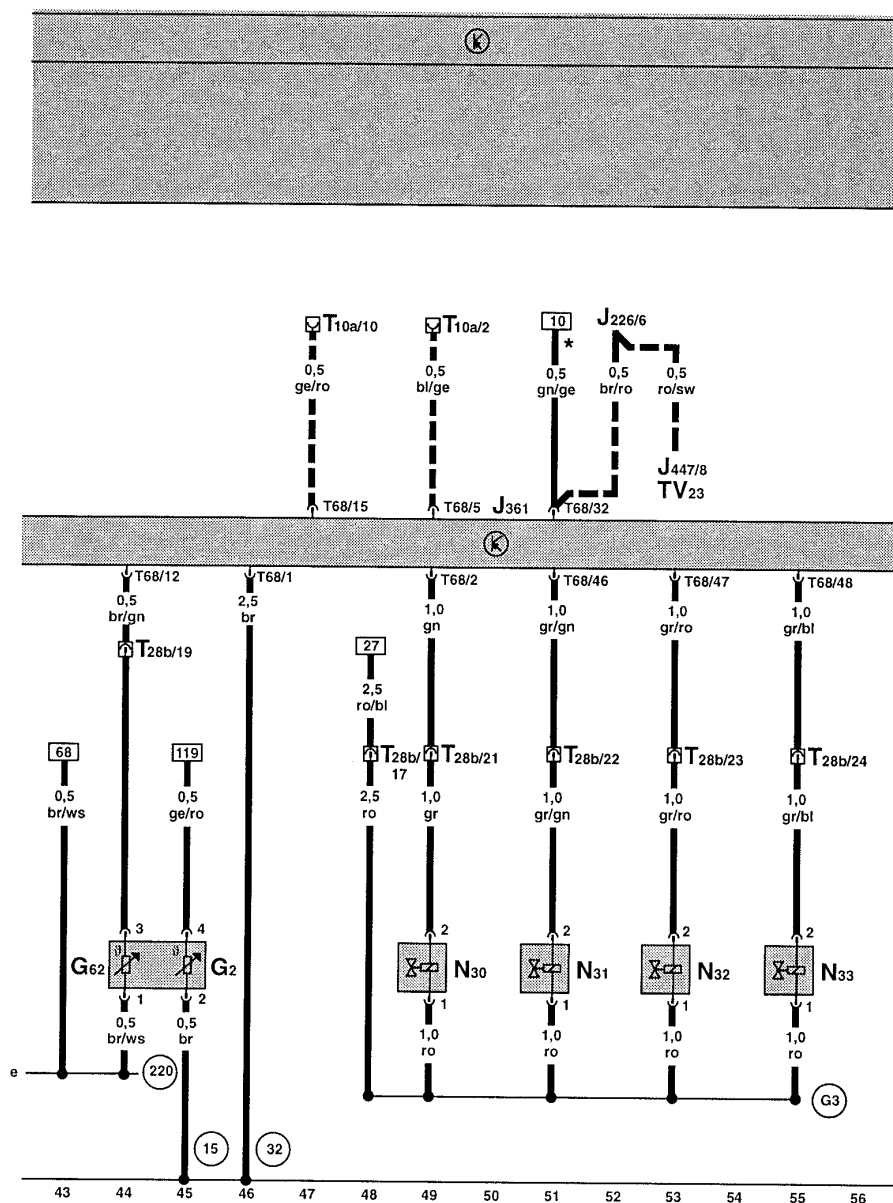 K
T10a/10
T10a/2
10
*
J226/6
0,5
ge/ro
0,5
bl/ge
0,5
gn/ge
0,5
br/ro
0,5
ro/sw
J447/8
TV23
T68/15
T68/5
J361
T68/32
K
T68/12
T68/1
T68/2
T68/46
T68/47
T68/48
0,5
br/gn
2,5
br
1,0
gn
1,0
gr/gn
1,0
gr/ro
1,0
gr/bl
T28b/19
27
2,5
ro/bl
68
119
T28b/
17
T28b/21
T28b/22
T28b/23
T28b/24
0,5
br/ws
0,5
ge/ro
2,5
ro
1,0
gr
1,0
gr/gn
1,0
gr/ro
1,0
gr/bl
3
4
2
2
2
2
G62
ϑ
ϑ
G2
N30
N31
N32
N33
1
2
1
1
1
1
0,5
br/ws
0,5
br
1,0
ro
1,0
ro
1,0
ro
1,0
ro
e
220
G3
15
32
43 44 45 46 47 48 49 50 51 52 53 54 55 56